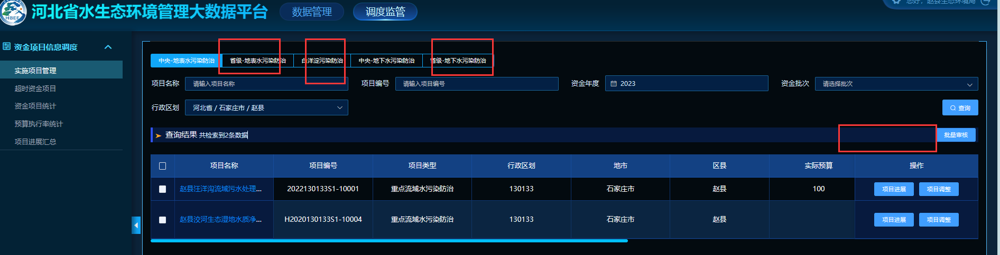 HBEE
河北省水生态环境管理大数据平台
数据管理
调度监管
您好，赵县生态环境局
资金项目信息调度
实施项目管理
超时资金项目
资金项目统计
预算执行率统计
项目进展汇总
中央-地表水污染防治
省级-地表水污染防治
白洋淀污染防治
中央-地下水污染防治
省级-地下水污染防治
项目名称 请输入项目名称
项目编号 请输入项目编号
资金年度 2023
资金批次 请选择批次
行政区划 河北省 / 石家庄市 / 赵县
查询
查询结果 共检索到2条数据
批量审核
项目名称 项目编号 项目类型 行政区划 地市 区县 实际预算 操作
赵县汪洋沟流域污水处理... 2022130133S1-10001 重点流域水污染防治 130133 石家庄市 赵县 100 项目进展 项目调整
赵县洨河生态湿地水质净... H2020130133S1-10004 重点流域水污染防治 130133 石家庄市 赵县 项目进展 项目调整